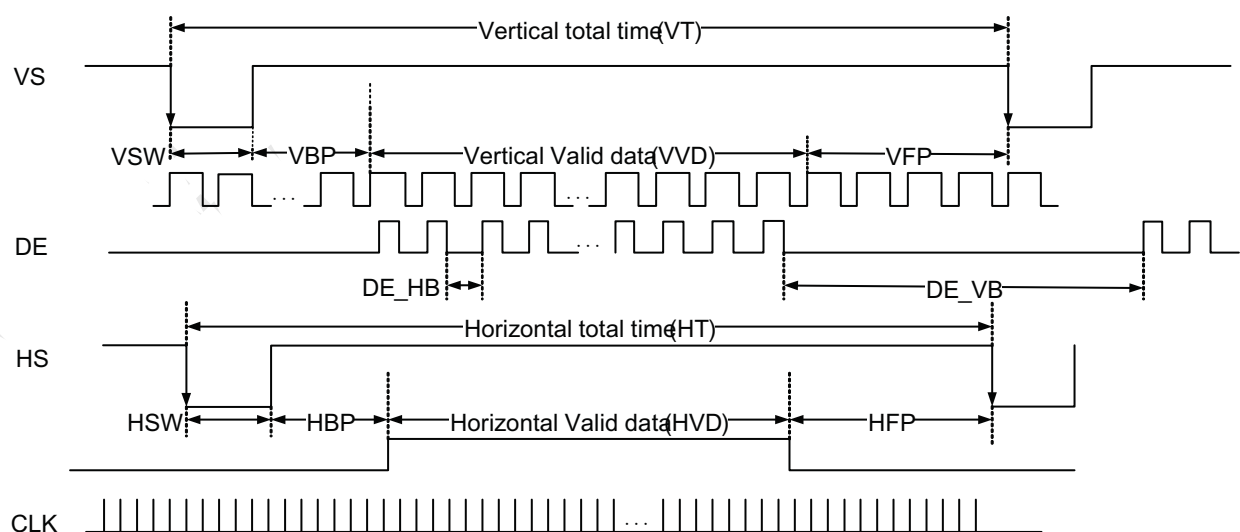 Vertical total time(VT)
VS
VSW VBP Vertical Valid data(VVD) VFP
. . .
. . .
DE
. . .
DE_HB DE_VB
Horizontal total time(HT)
HS
HSW HBP Horizontal Valid data(HVD) HFP
CLK
. . .